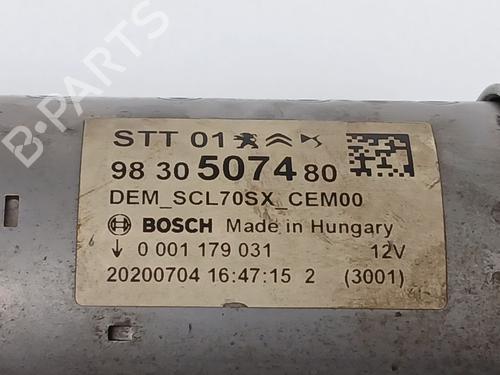 STT 01
98 30 5074 80
DEM_SCL70SX_CEM00
BOSCH Made in Hungary
0 001 179 031 12V
20200704 16:47:15 2 (3001)
B-PARTS